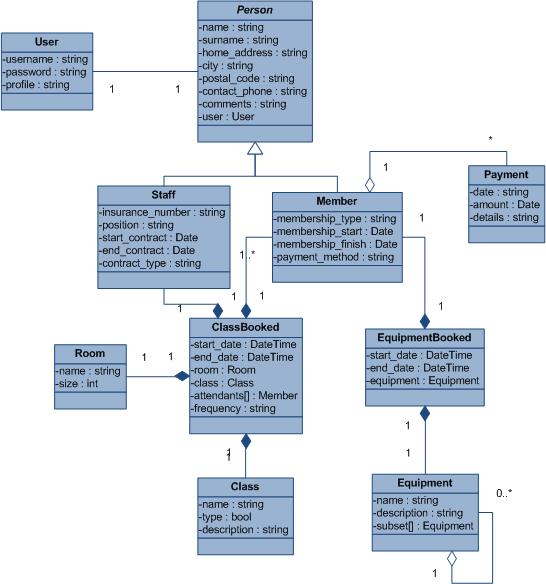 Person
-name : string
-surname : string
-home_address : string
-city : string
-postal_code : string
-contact_phone : string
-comments : string
-user : User
User
-username : string
-password : string
-profile : string
1
1
*
1
Payment
-date : string
-amount : Date
-details : string
Staff
-insurance_number : string
-position : string
-start_contract : Date
-end_contract : Date
-contract_type : string
Member
-membership_type : string
-membership_start : Date
-membership_finish : Date
-payment_method : string
1
1..*
1
1
1
1
ClassBooked
-start_date : DateTime
-end_date : DateTime
-room : Room
-class : Class
-attendants[] : Member
-frequency : string
EquipmentBooked
-start_date : DateTime
-end_date : DateTime
-equipment : Equipment
Room
-name : string
-size : int
1
1
1
1
1
1
Class
-name : string
-type : bool
-description : string
Equipment
-name : string
-description : string
-subset[] : Equipment
0..*
1